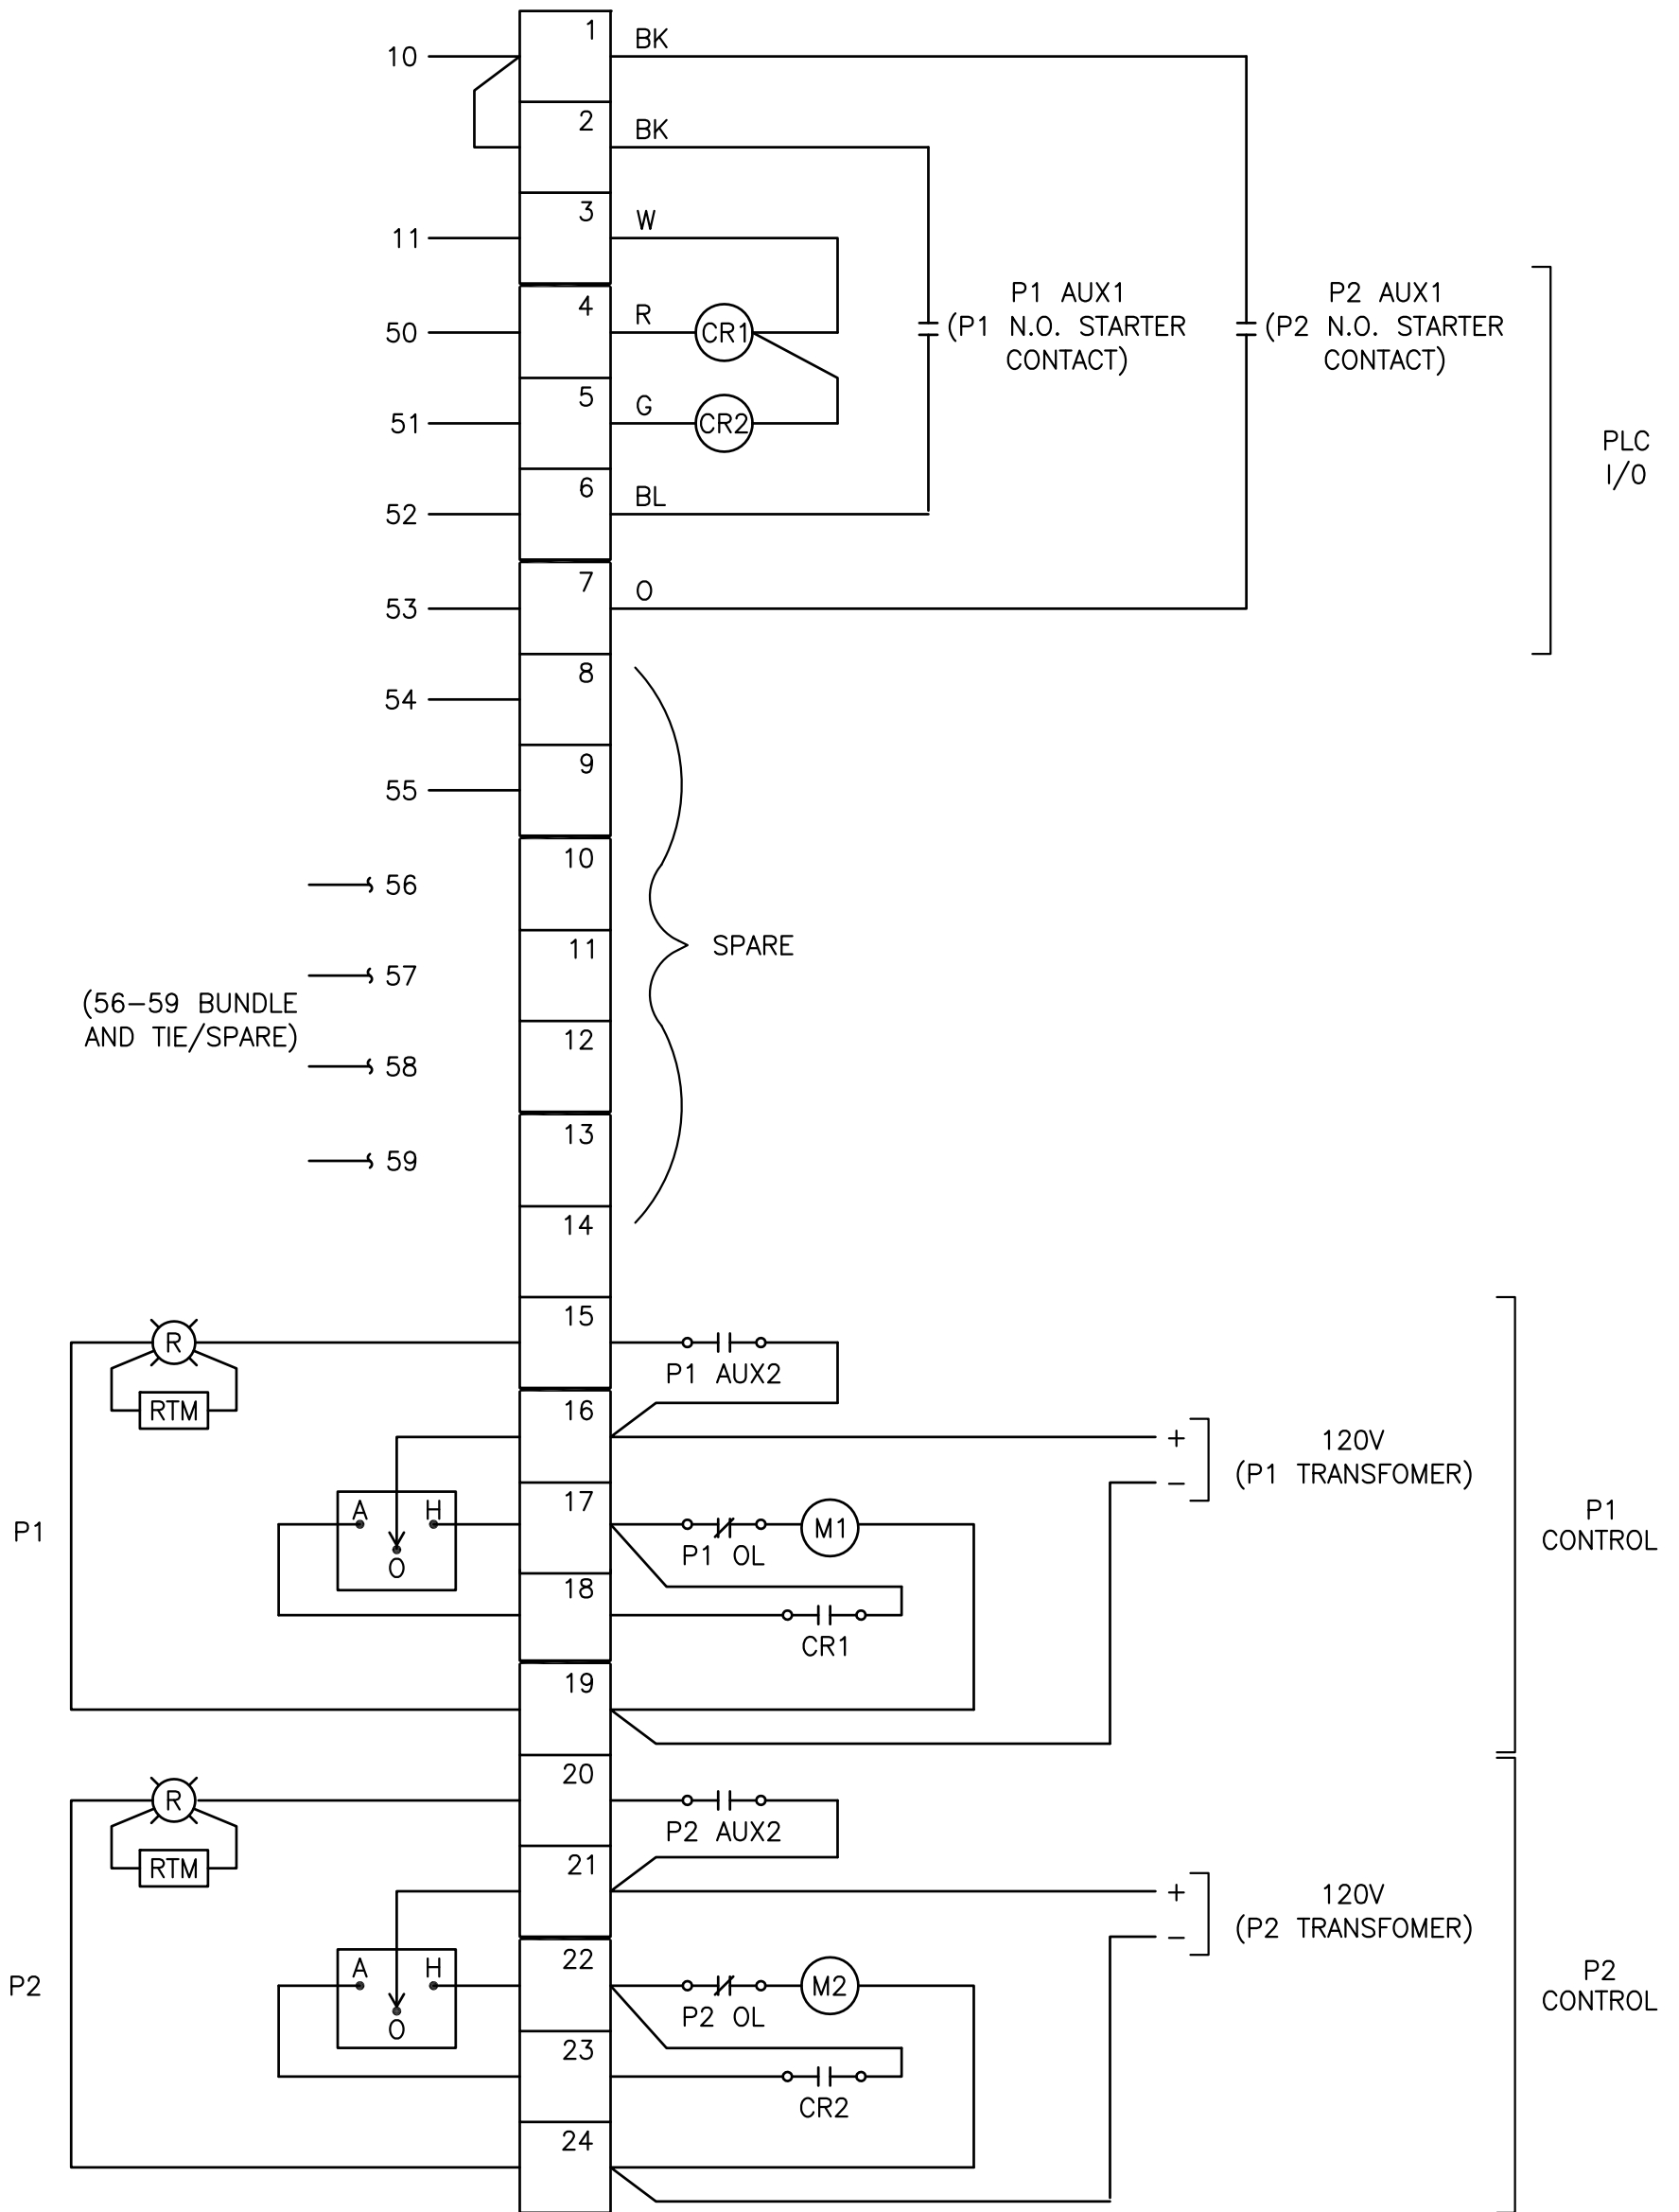 1
10
BK
2
BK
3
11
W
P1 AUX1
(P1 N.O. STARTER
CONTACT)
P2 AUX1
(P2 N.O. STARTER
CONTACT)
4
50
R
CR1
5
51
G
CR2
PLC
I/O
6
52
BL
7
53
O
8
54
9
55
10
56
11
57
SPARE
(56-59 BUNDLE
AND TIE/SPARE)
12
58
13
59
14
15
R
RTM
P1 AUX2
16
+
-
120V
(P1 TRANSFOMER)
17
A
H
O
P1
P1 OL
M1
P1
CONTROL
18
CR1
19
20
R
RTM
P2 AUX2
21
+
-
120V
(P2 TRANSFOMER)
22
A
H
O
P2
P2 OL
M2
P2
CONTROL
23
CR2
24